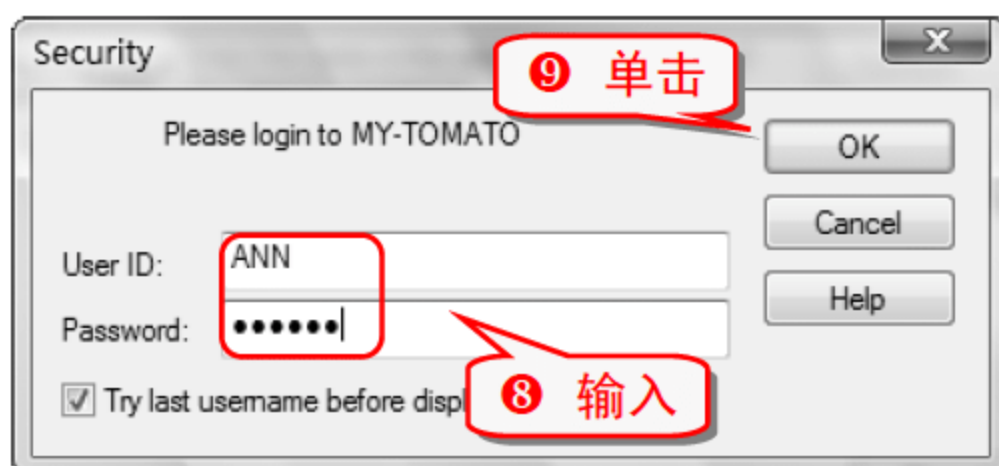 Security
❾ 单击
Please login to MY-TOMATO
OK
Cancel
User ID: ANN
Help
Password: ●●●●●●
Try last username before displ
❽ 输入